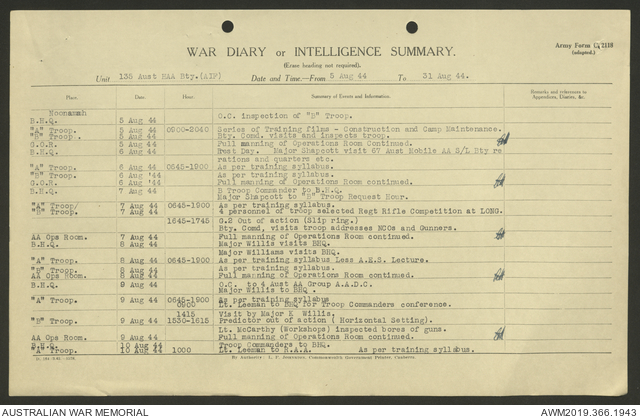 WAR DIARY or INTELLIGENCE SUMMARY.
Army Form C. 2118
(adapted.)
(Erase heading not required).
Unit 138 Aust HAA Bty.(AIF) Date and Time.—From 5 Aug 44 To 31 Aug 44.
Place. Date. Hour. Summary of Events and Information. Remarks and references to Appendices, Diaries, &c.
Noonamah
B.H.Q. 5 Aug 44 O.C. inspection of "B" Troop.
"A" Troop. 5 Aug 44 0900-2040 Series of Training films - Construction and Camp Maintenance.
"B" Troop. 5 Aug 44 Bty. Comd. visits and inspects troop.
G.O.R. 5 Aug 44 Full manning of Operations Room Continued.
B.H.Q. 6 Aug 44 Test Day. Major Shapcott visit 67 Aust Mobile AA S/L Bty re
rations and quarters etc.
"A" Troop. 6 Aug 44 0645-1900 As per training syllabus.
"B" Troop. 6 Aug '44 As per training syllabus.
G.O.R. 6 Aug '44 Full manning of Operations Room continued.
B.H.Q. 7 Aug 44 B Troop Commander to B.H.Q.
Major Shapcott to "B" Troop Request Hour.
"A" Troop/ 7 Aug 44 0645-1900 As per training syllabus.
"B" Troop. 7 Aug 44 4 personnel of troop selected Regt Rifle Competition at LONG.
1645-1745 G.2 Out of action (Slip ring.)
Bty. Comd, visits troop addresses NCOs and Gunners.
AA Ops Room. 7 Aug 44 Full manning of Operations Room continued.
B.H.Q. 8 Aug 44 Major Willis visits BHQ.
Major Williams visits BHQ.
"A" Troop. 8 Aug 44 0645-1900 As per training syllabus Less A.E.S. Lecture.
"B" Troop. 8 Aug 44 As per training syllabus.
AA Ops Room. 8 Aug 44 Full manning of Operations Room continued.
B.H.Q. 9 Aug 44 O.C. to 4 Aust AA Group A.A.D.C.
Major Willis to BHQ
"A" Troop. 9 Aug 44 0645-1900 As per training syllabus
0900 Lt. Leeman to BHQ for Troop Commanders conference.
1415 Visit by Major E Willis.
"B" Troop. 9 Aug 44 1530-1615 Predictor out of action ( Horizontal Setting).
Lt. McCarthy (Workshops) inspected bores of guns.
AA Ops Room. 9 Aug 44 Full manning of Operations Room continued.
B.H.Q. 10 Aug 44 Troop Commanders to BHQ.
"A" Troop. 10 Aug 44 1000 Lt. Leeman to R.A.A. As per training syllabus.
By Authority: L. F. Johnston, Commonwealth Government Printer, Canberra.
AUSTRALIAN WAR MEMORIAL
AWM2019.366.1943